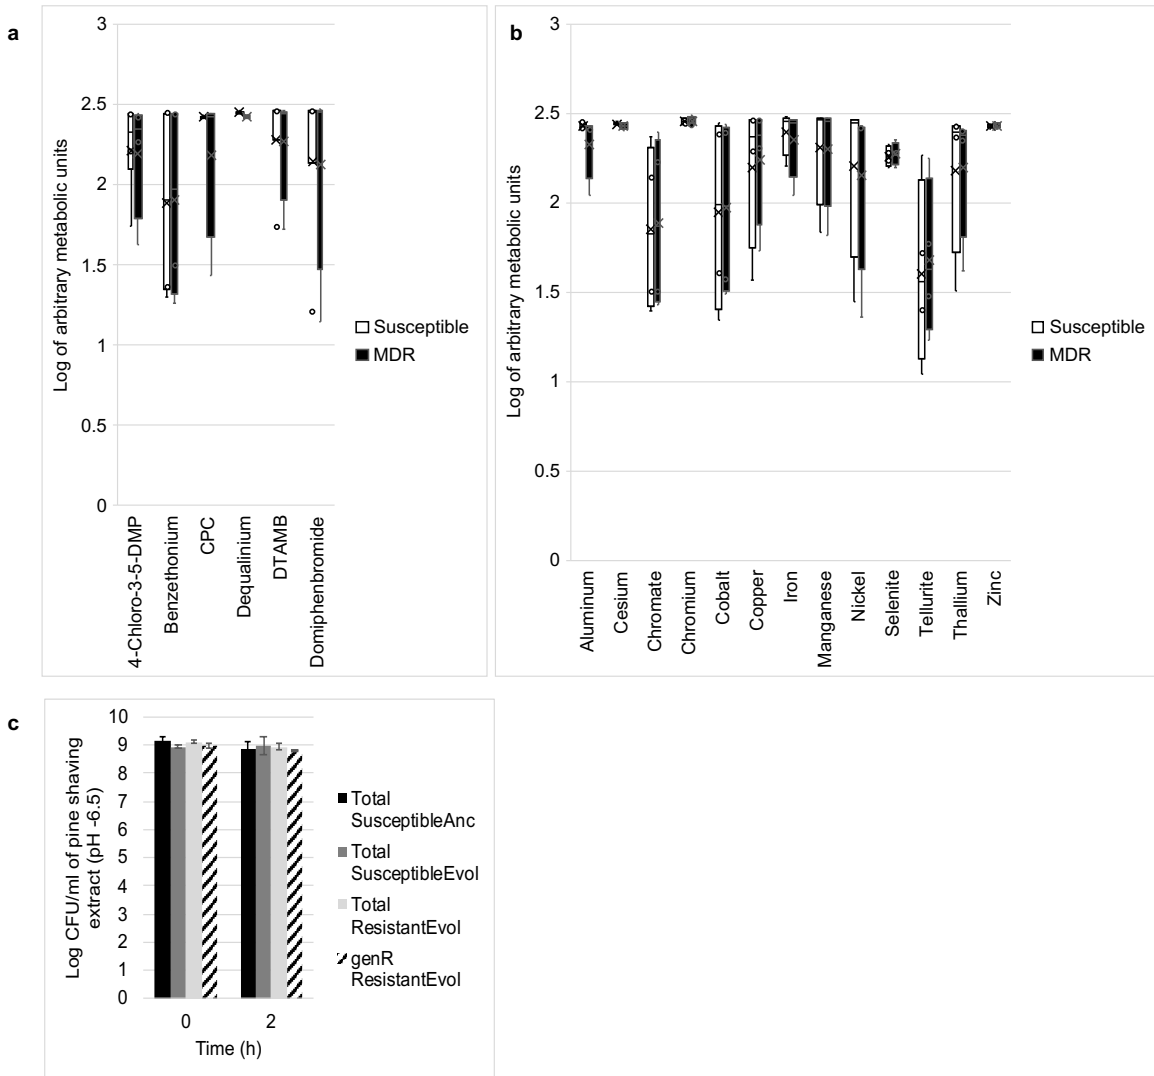 a
Log of arbitrary metabolic units
3
2.5
2
1.5
1
0.5
0
4-Chloro-3-5-DMP
Benzethonium
CPC
Dequalinium
DTAMB
Domiphenbromide
Susceptible
MDR
b
Log of arbitrary metabolic units
3
2.5
2
1.5
1
0.5
0
Aluminum
Cesium
Chromate
Chromium
Cobalt
Copper
Iron
Manganese
Nickel
Selenite
Tellurite
Thallium
Zinc
Susceptible
MDR
c
Log CFU/ml of pine shaving
extract (pH -6.5)
10
9
8
7
6
5
4
3
2
1
0
0
2
Time (h)
Total
SusceptibleAnc
Total
SusceptibleEvol
Total
ResistantEvol
genR
ResistantEvol